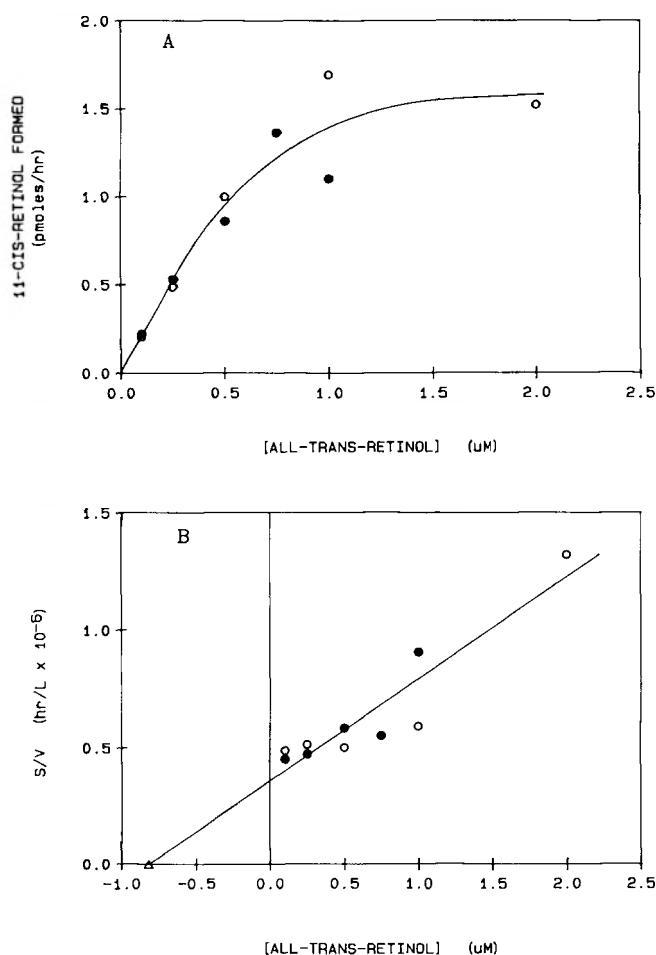 A
11-CIS-RETINOL FORMED
(pmoles/hr)
2.0
1.5
1.0
0.5
0.0
0.0 0.5 1.0 1.5 2.0 2.5
[ALL-TRANS-RETINOL] (uM)
B
S/V (hr/L x 10⁻⁶)
1.5
1.0
0.5
0.0
-1.0 -0.5 0.0 0.5 1.0 1.5 2.0 2.5
[ALL-TRANS-RETINOL] (uM)